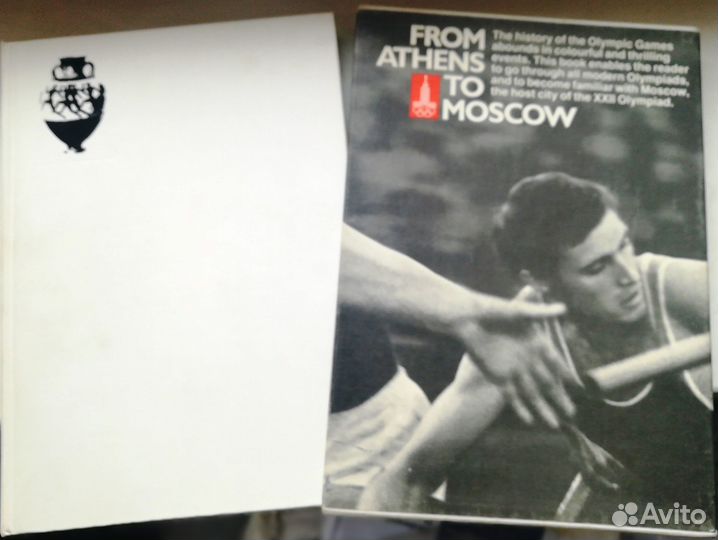 FROM
ATHENS
TO
MOSCOW
The history of the Olympic Games
abounds in colourful and thrilling
events. This book enables the reader
to go through all modern Olympiads,
and to become familiar with Moscow,
the host city of the XXII Olympiad.
Avito